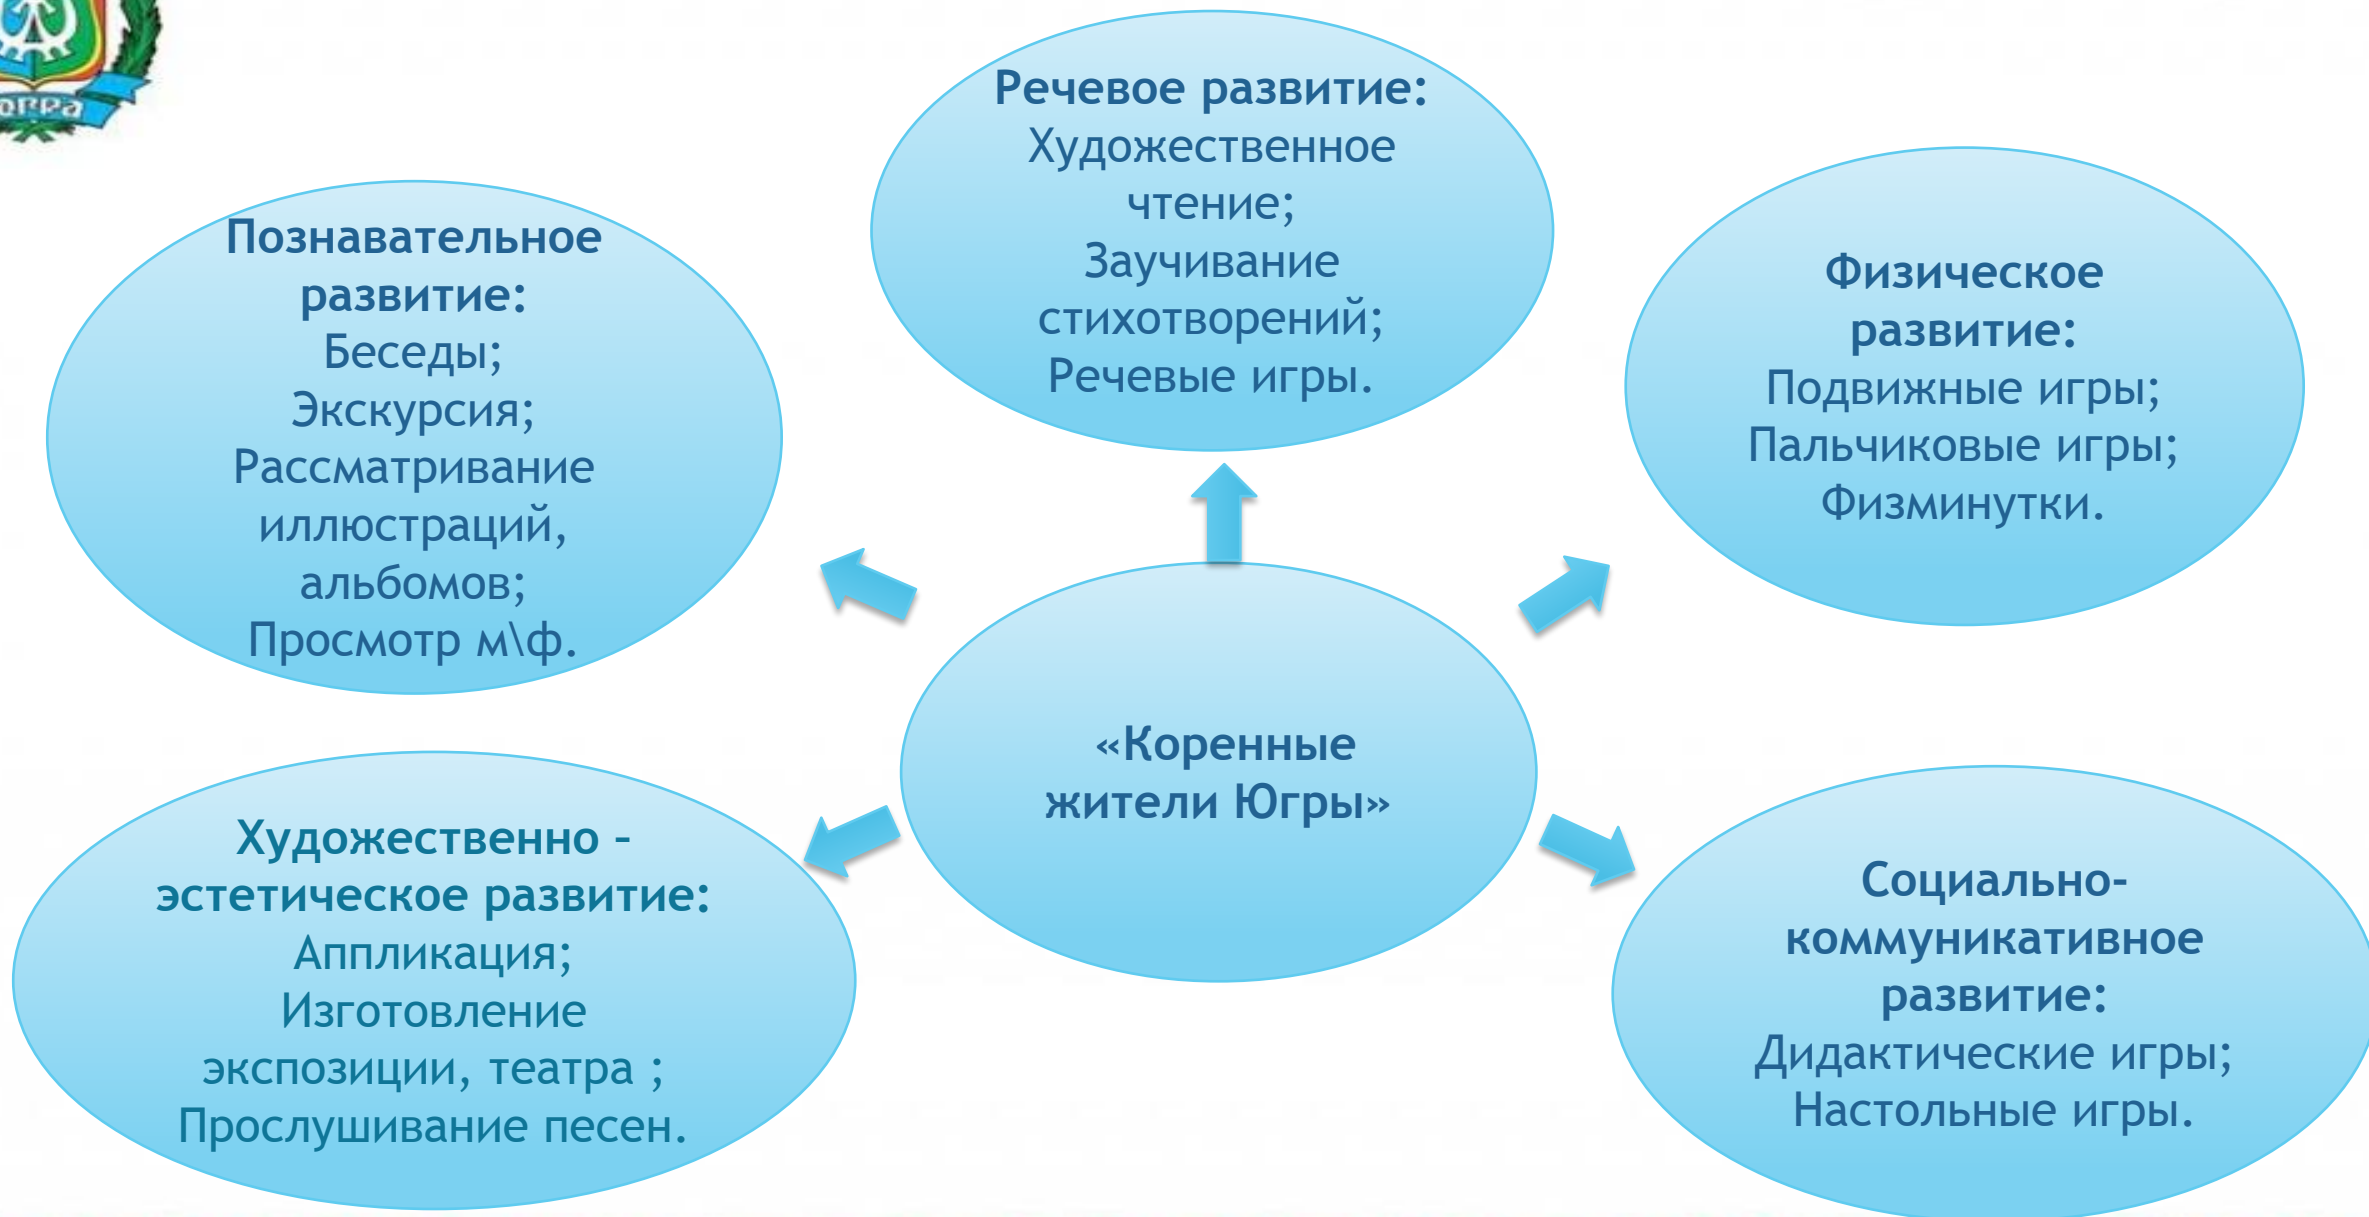 Речевое развитие:
Художественное
чтение;
Заучивание
стихотворений;
Речевые игры.
Познавательное
развитие:
Беседы;
Экскурсия;
Рассматривание
иллюстраций,
альбомов;
Просмотр м\ф.
Физическое
развитие:
Подвижные игры;
Пальчиковые игры;
Физминутки.
«Коренные
жители Югры»
Художественно –
эстетическое развитие:
Аппликация;
Изготовление
экспозиции, театра ;
Прослушивание песен.
Социально-
коммуникативное
развитие:
Дидактические игры;
Настольные игры.